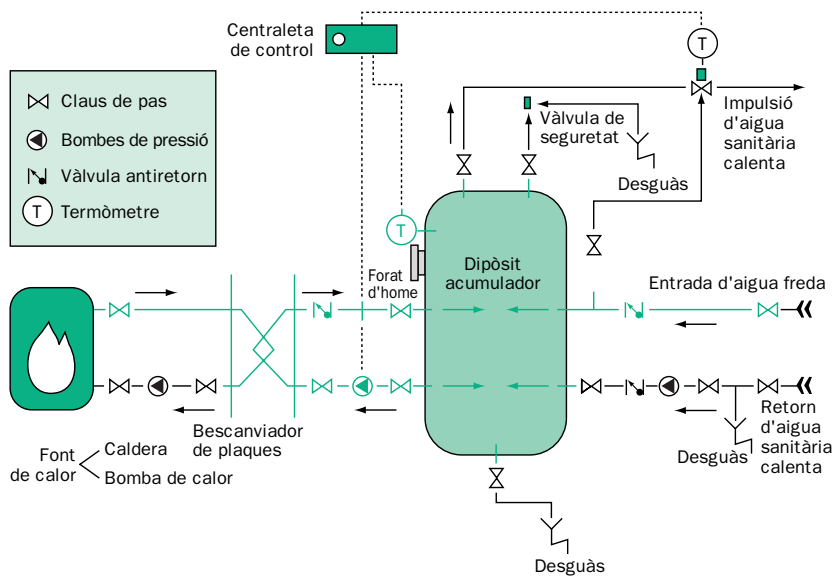 Centraleta
de control
T
Claus de pas
Bombes de pressió
Vàlvula antiretorn
T
Termòmetre
Vàlvula de
seguretat
Desguàs
Impulsió
d'aigua
sanitària
calenta
T
Forat
d'home
Dipòsit
acumulador
Entrada d'aigua freda
Bescanviador
de plaques
Font
de calor
Caldera
Bomba de calor
Desguàs
Retorn
d'aigua
sanitària
calenta
Desguàs